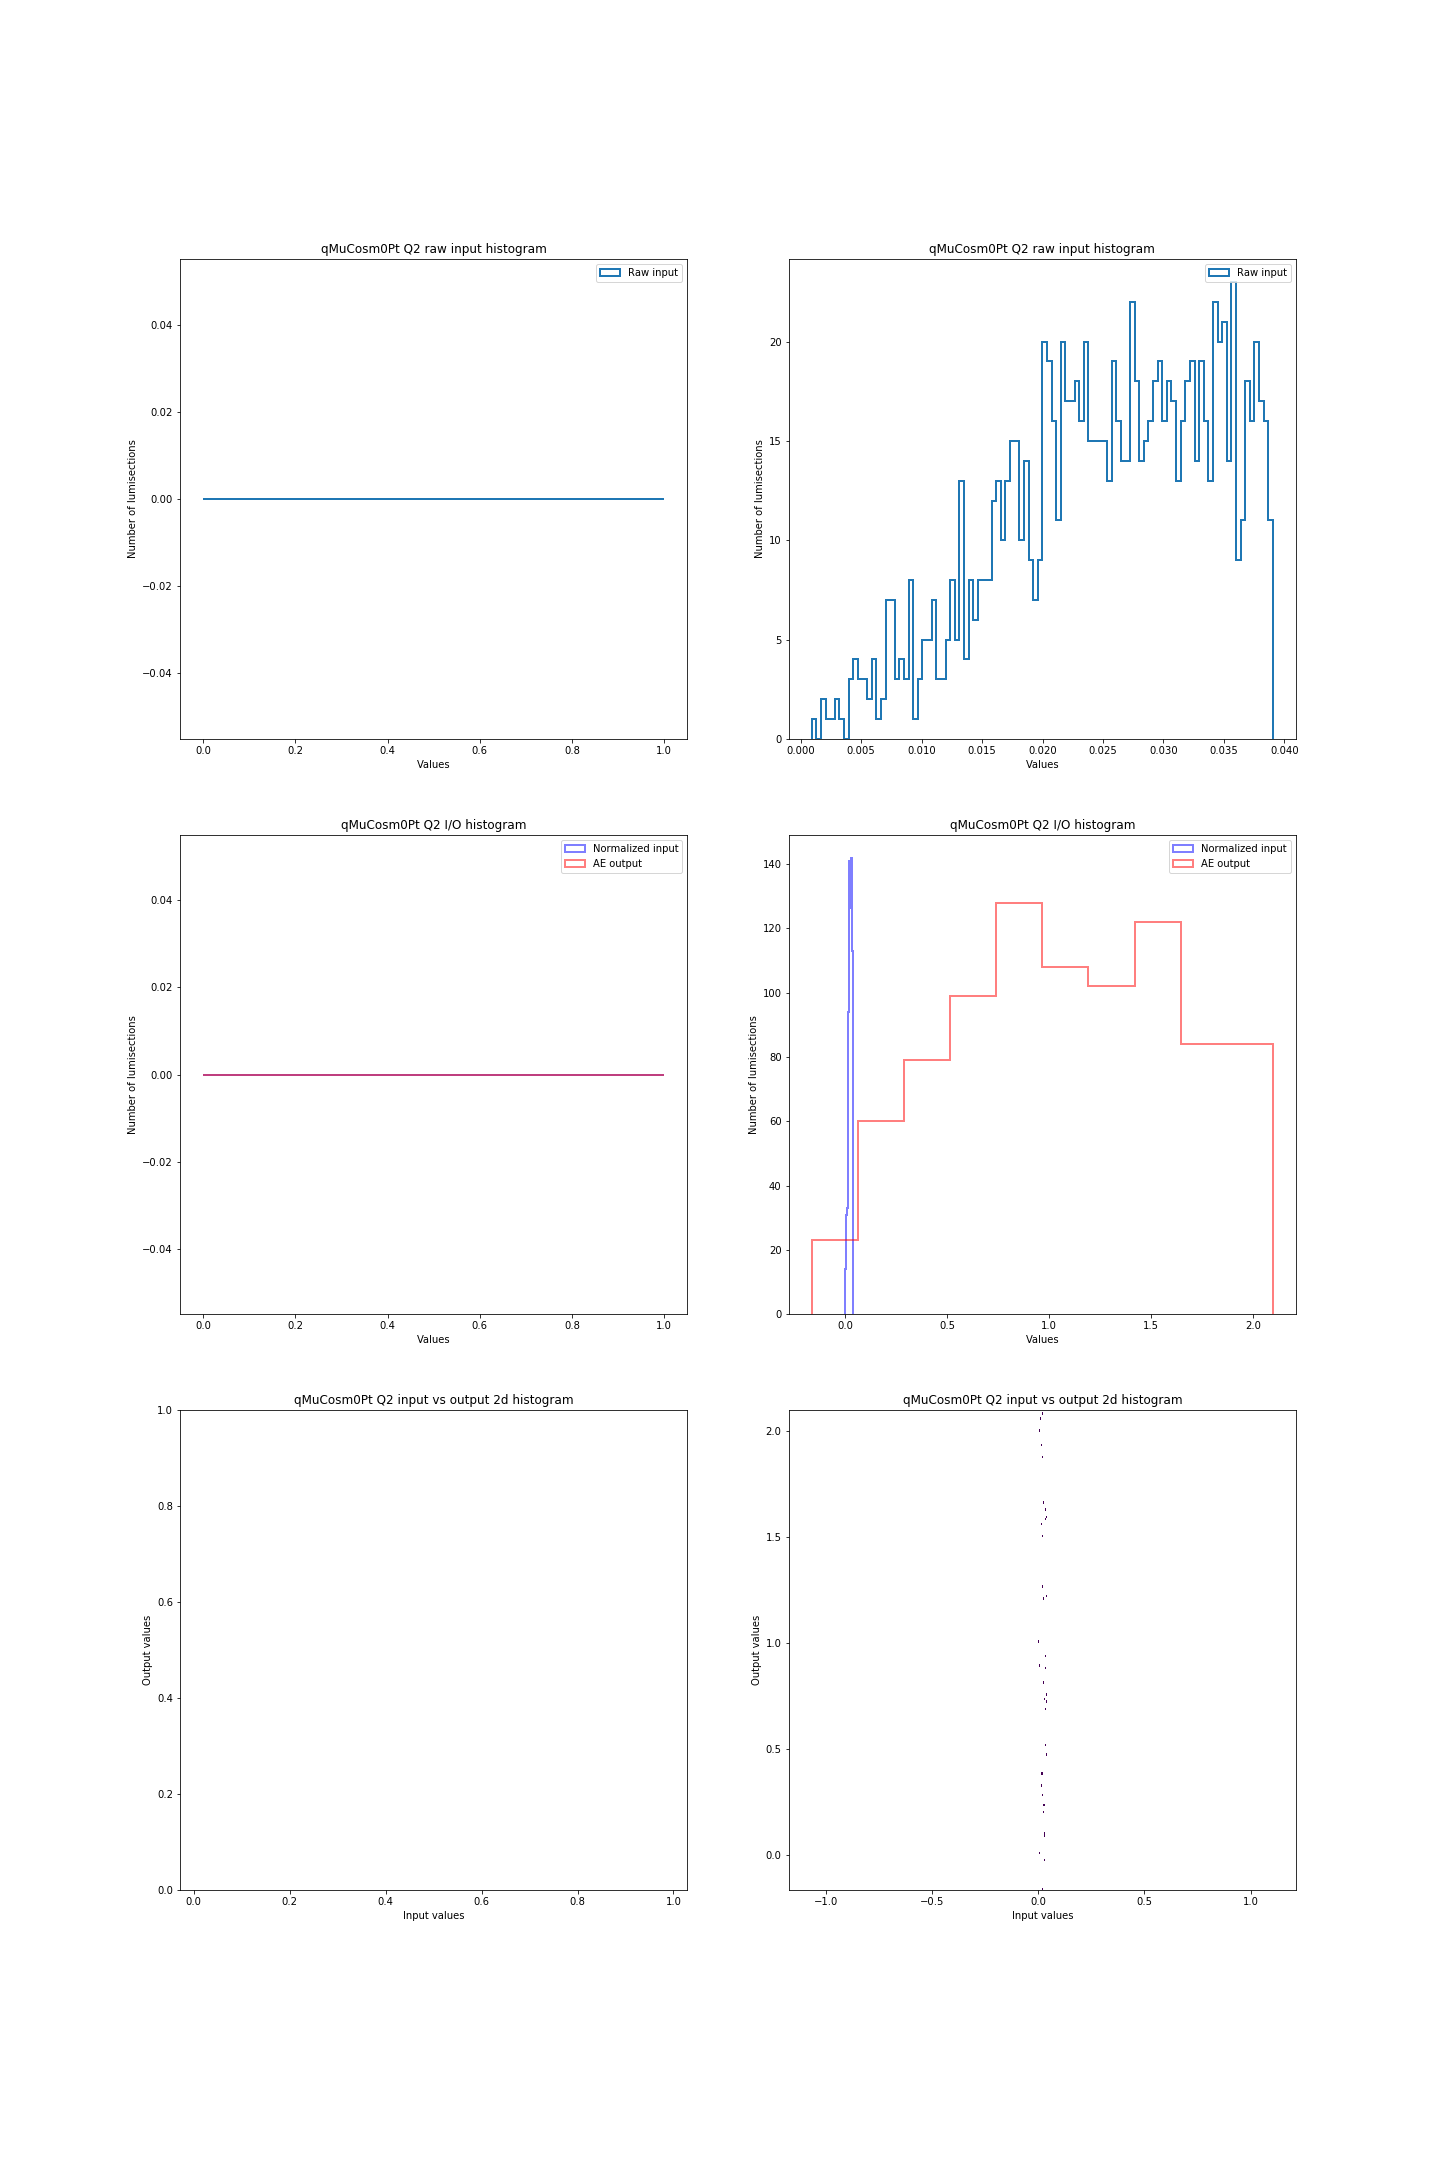 qMuCosm0Pt Q2 raw input histogram
Raw input
0.04
0.02
0.00
−0.02
−0.04
Number of lumisections
0.0 0.2 0.4 0.6 0.8 1.0
Values
qMuCosm0Pt Q2 raw input histogram
Raw input
20
15
10
5
0
Number of lumisections
0.000 0.005 0.010 0.015 0.020 0.025 0.030 0.035 0.040
Values
qMuCosm0Pt Q2 I/O histogram
Normalized input
AE output
0.04
0.02
0.00
−0.02
−0.04
Number of lumisections
0.0 0.2 0.4 0.6 0.8 1.0
Values
qMuCosm0Pt Q2 I/O histogram
Normalized input
AE output
140
120
100
80
60
40
20
0
Number of lumisections
0.0 0.5 1.0 1.5 2.0
Values
qMuCosm0Pt Q2 input vs output 2d histogram
1.0
0.8
0.6
0.4
0.2
0.0
Output values
0.0 0.2 0.4 0.6 0.8 1.0
Input values
qMuCosm0Pt Q2 input vs output 2d histogram
2.0
1.5
1.0
0.5
0.0
Output values
−1.0 −0.5 0.0 0.5 1.0
Input values